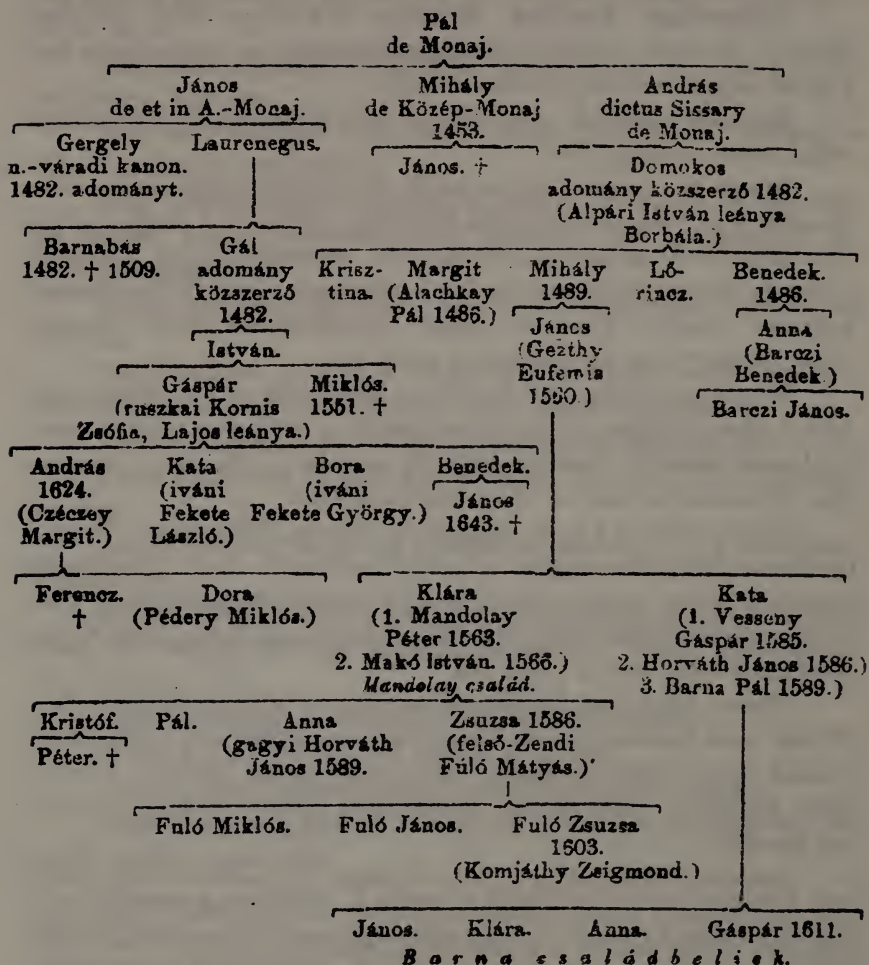 Pál
de Monaj.
János Mihály András
de et in A.-Monaj. de Közép-Monaj dictus Sissary
1453. de Monaj.
Gergely Laurenegus. János. † Domokos
n.-váradi kanon. adomány közszerző 1482.
1482. adományt. (Alpári István leánya
Borbála.)
Barnabás Gál Krisz- Margit Mihály Lő- Benedek.
1482. † 1509. adomány tina. (Alachkay 1489. rincz. 1486.
közszerző Pál 1486.)
1482. János Anna
István. (Gezthy (Barczi
Gáspár Miklós. Eufemia Benedek.)
(ruszkai Kornis 1551. † 1560.) Barczi János.
Zsófia, Lajos leánya.)
András Kata Bora Benedek.
1624. (iváni (iváni János
(Czéczey Fekete Fekete György.) 1643. †
Margit.) László.)
Ferencz. Dora Klára Kata
† (Pédery Miklós.) (1. Mandolay (1. Vesseny
Péter 1563. Gáspár 1585.
2. Makó István. 1566.) 2. Horváth János 1586.)
Mandolay család. 3. Barna Pál 1589.)
Kristóf. Pál. Anna Zsuzsa 1586.
Péter. † (gagyi Horváth (felső-Zendi
János 1589. Fúló Mátyás.)
Fuló Miklós. Fuló János. Fuló Zsuzsa
1603.
(Komjáthy Zsigmond.)
János. Klára. Anna. Gáspár 1611.
Barna családbeliek.